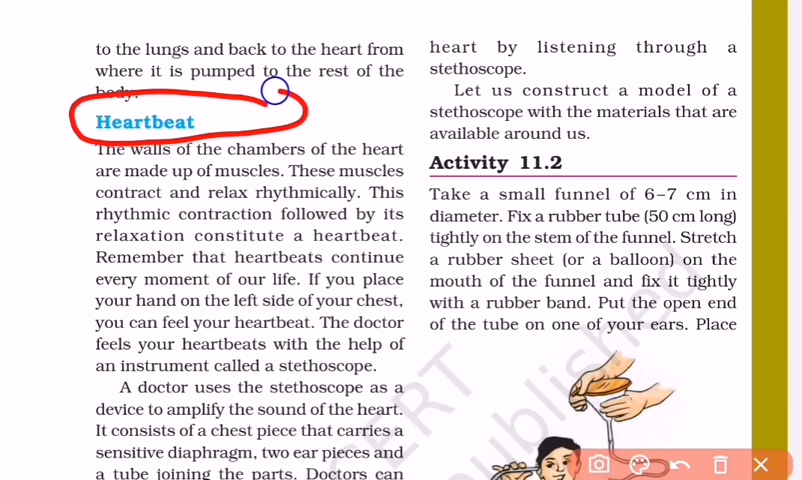 to the lungs and back to the heart from
where it is pumped to the rest of the
body.
Heartbeat
The walls of the chambers of the heart
are made up of muscles. These muscles
contract and relax rhythmically. This
rhythmic contraction followed by its
relaxation constitute a heartbeat.
Remember that heartbeats continue
every moment of our life. If you place
your hand on the left side of your chest,
you can feel your heartbeat. The doctor
feels your heartbeats with the help of
an instrument called a stethoscope.
A doctor uses the stethoscope as a
device to amplify the sound of the heart.
It consists of a chest piece that carries a
sensitive diaphragm, two ear pieces and
a tube joining the parts. Doctors can
heart by listening through a
stethoscope.
Let us construct a model of a
stethoscope with the materials that are
available around us.
Activity 11.2
Take a small funnel of 6–7 cm in
diameter. Fix a rubber tube (50 cm long)
tightly on the stem of the funnel. Stretch
a rubber sheet (or a balloon) on the
mouth of the funnel and fix it tightly
with a rubber band. Put the open end
of the tube on one of your ears. Place